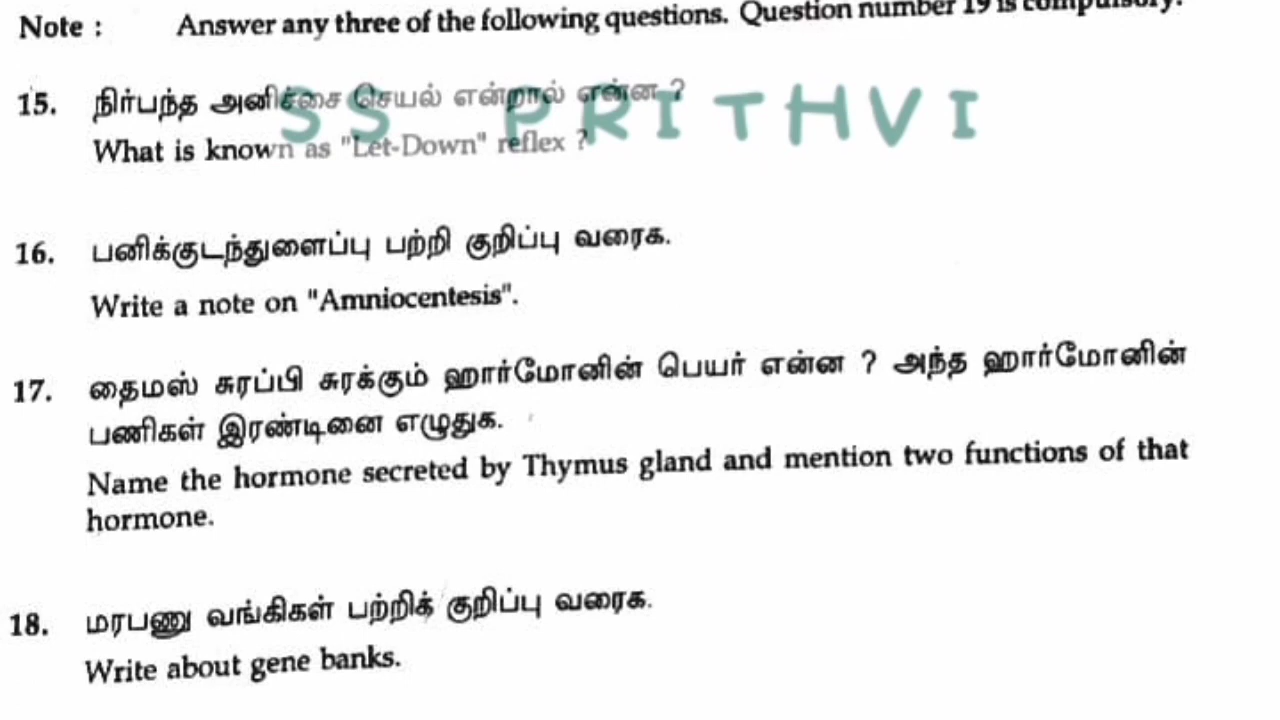 Note : Answer any three of the following questions. Question number 19 is compulsory.
15. நிர்பந்த அனிச்சை செயல் என்றால் என்ன ?
SS PRITHVI
What is known as "Let-Down" reflex ?
16. பனிக்குடந்துளைப்பு பற்றி குறிப்பு வரைக.
Write a note on "Amniocentesis".
17. தைமஸ் சுரப்பி சுரக்கும் ஹார்மோனின் பெயர் என்ன ? அந்த ஹார்மோனின்
பணிகள் இரண்டினை எழுதுக.
Name the hormone secreted by Thymus gland and mention two functions of that
hormone.
18. மரபணு வங்கிகள் பற்றிக் குறிப்பு வரைக.
Write about gene banks.